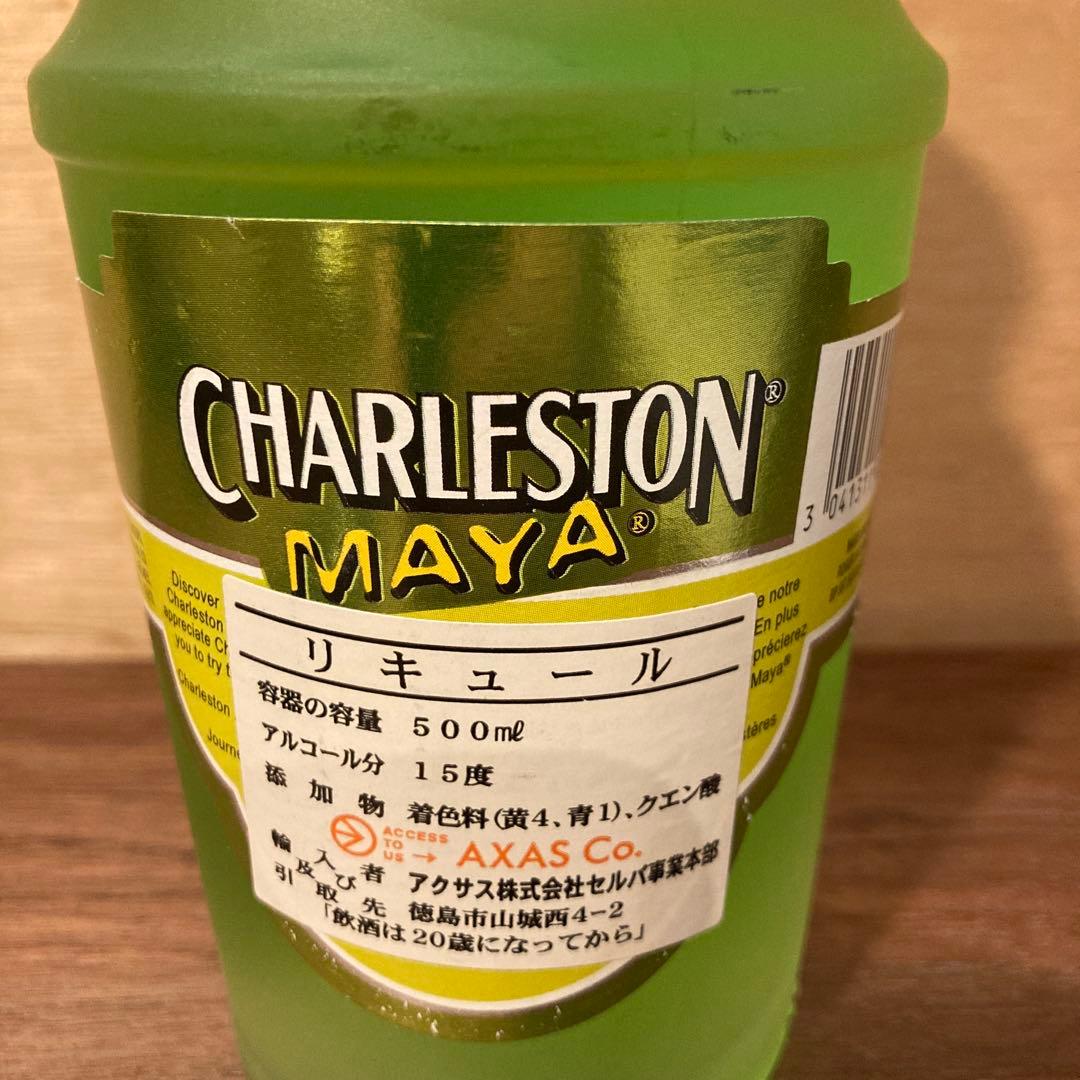 CHARLESTON®
MAYA®
3 04131
Discover
Charleston
appreciate
you to try
Charleston
e notre
En plus
précierez
Maya®
stères
リキュール
容器の容量 500㎖
アルコール分 15度
添加物 着色料(黄4、青1)、クエン酸
ACCESS
TO
US → AXAS Co.
輸入者 アクサス株式会社セルバ事業本部
及び
引取先 徳島市山城西4-2
「飲酒は20歳になってから」